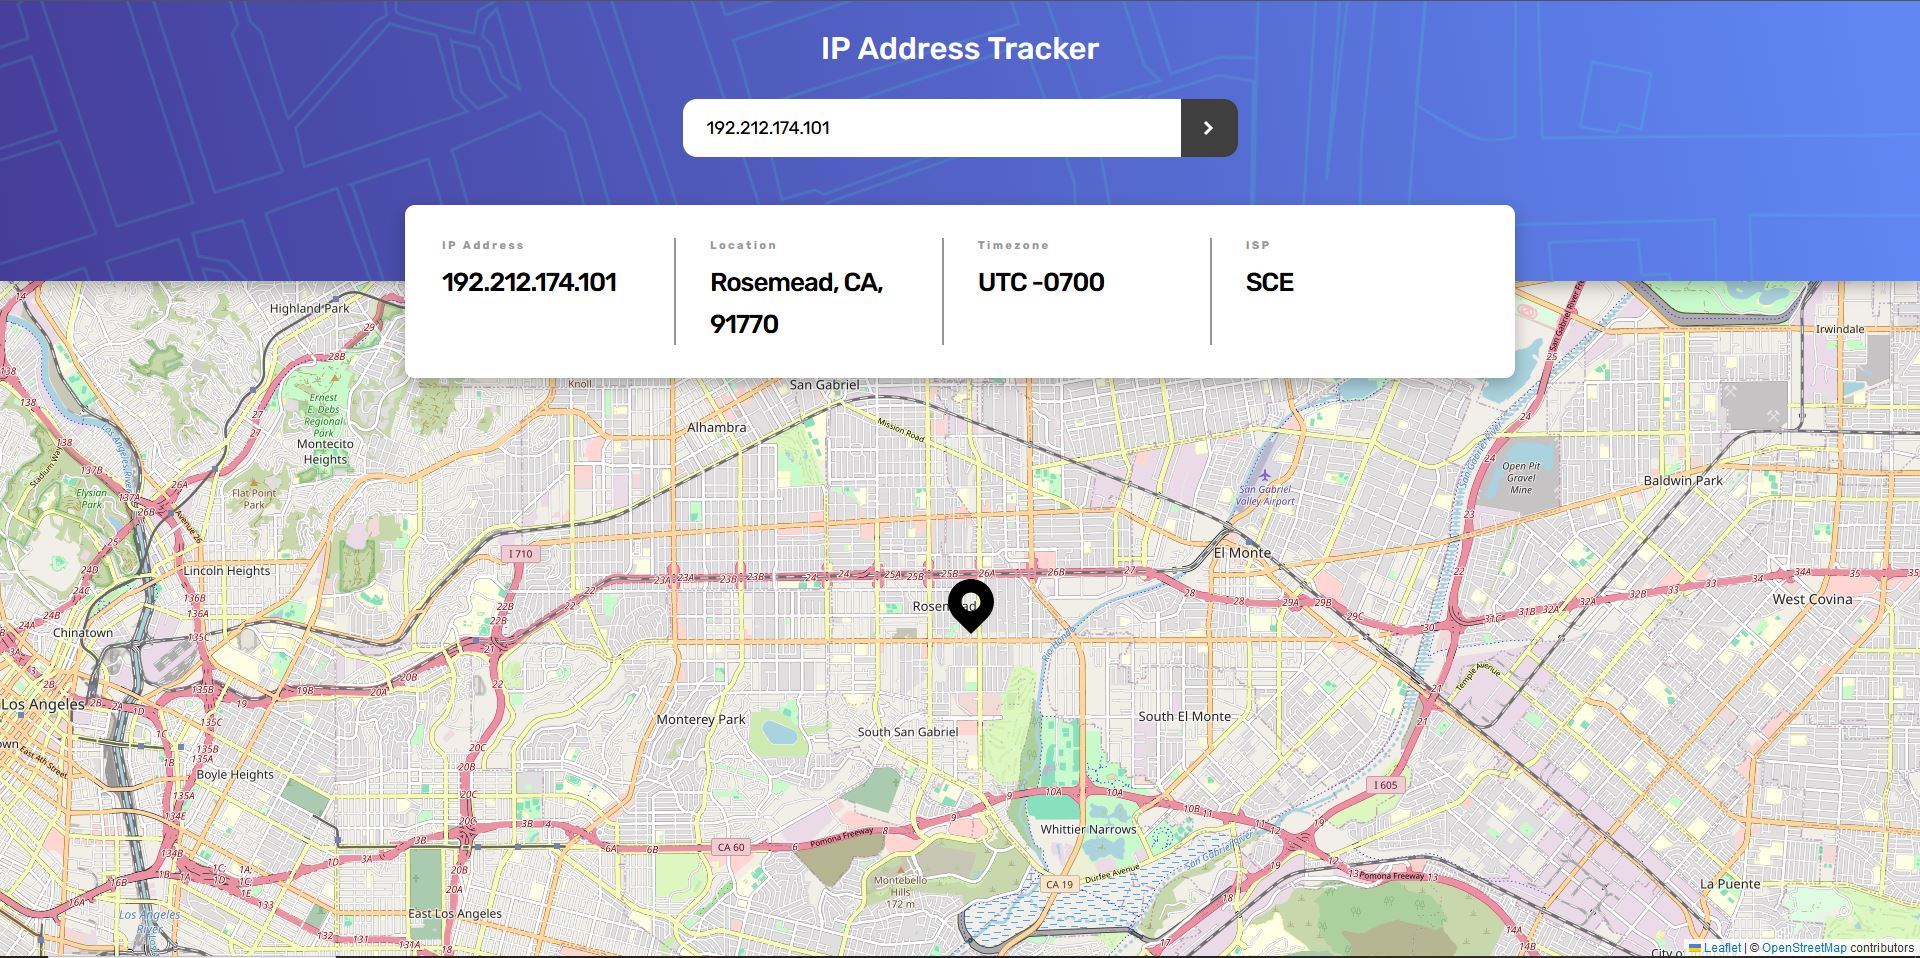 IP Address Tracker
192.212.174.101
IP Address
192.212.174.101
Location
Rosemead, CA,
91770
Timezone
UTC -0700
ISP
SCE
Highland Park
Irwindale
Knoll
San Gabriel
Ernest
E. Debs
Regional
Park
Alhambra
Mission Road
Montecito
Heights
Elysian
Park
Flat Point
Park
San Gabriel
Valley Airport
Open Pit
Gravel
Mine
Baldwin Park
Avenue 26
I 710
El Monte
Lincoln Heights
West Covina
Chinatown
Rio Hondo
Temple Avenue
Los Angeles
Monterey Park
South El Monte
South San Gabriel
East 4th Street
Boyle Heights
I 605
Pomona Freeway
CA 60
Whittier Narrows
San Gabriel River
Montebello
Hills
172 m
CA 19
Durfee Avenue
Pomona Freeway
La Puente
Los Angeles
River
East Los Angeles
Leaflet | © OpenStreetMap contributors